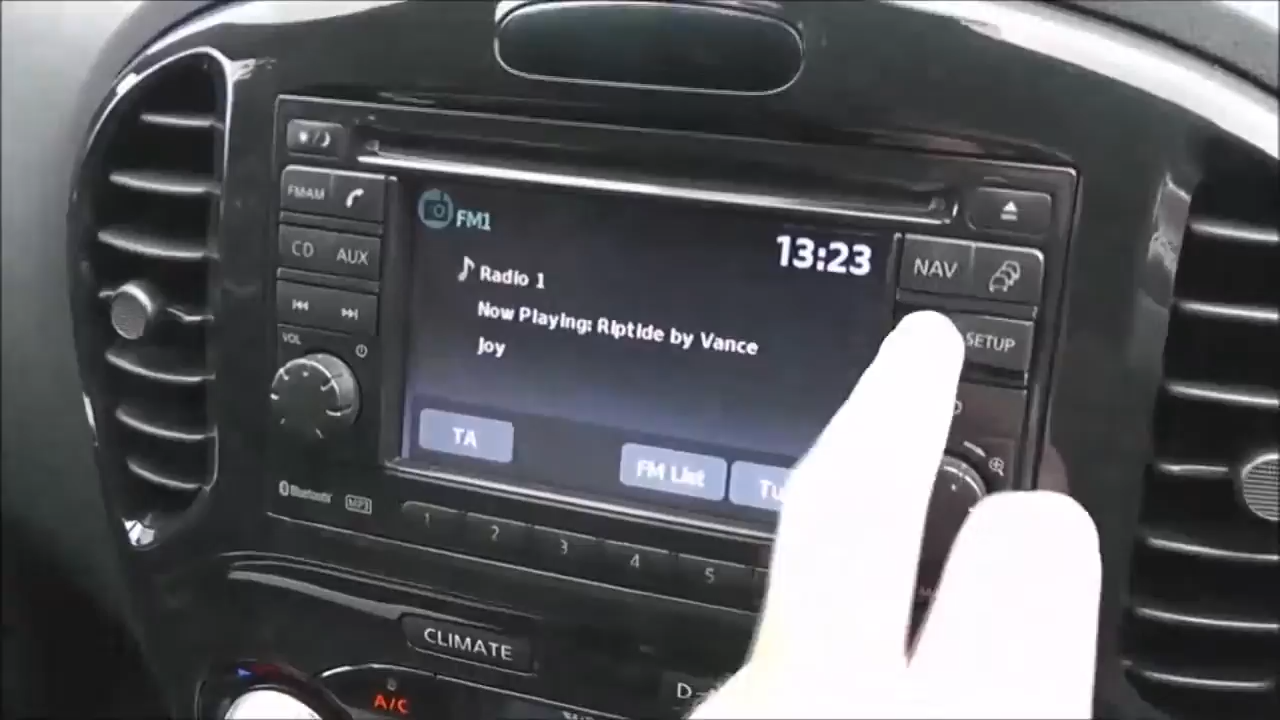 FM AM
CD AUX
VOL
FM1
13:23
Radio 1
Now Playing: Riptide by Vance
Joy
TA
FM List
Tu
NAV
SETUP
Bluetooth
MP3
1
2
3
4
5
CLIMATE
A/C
D